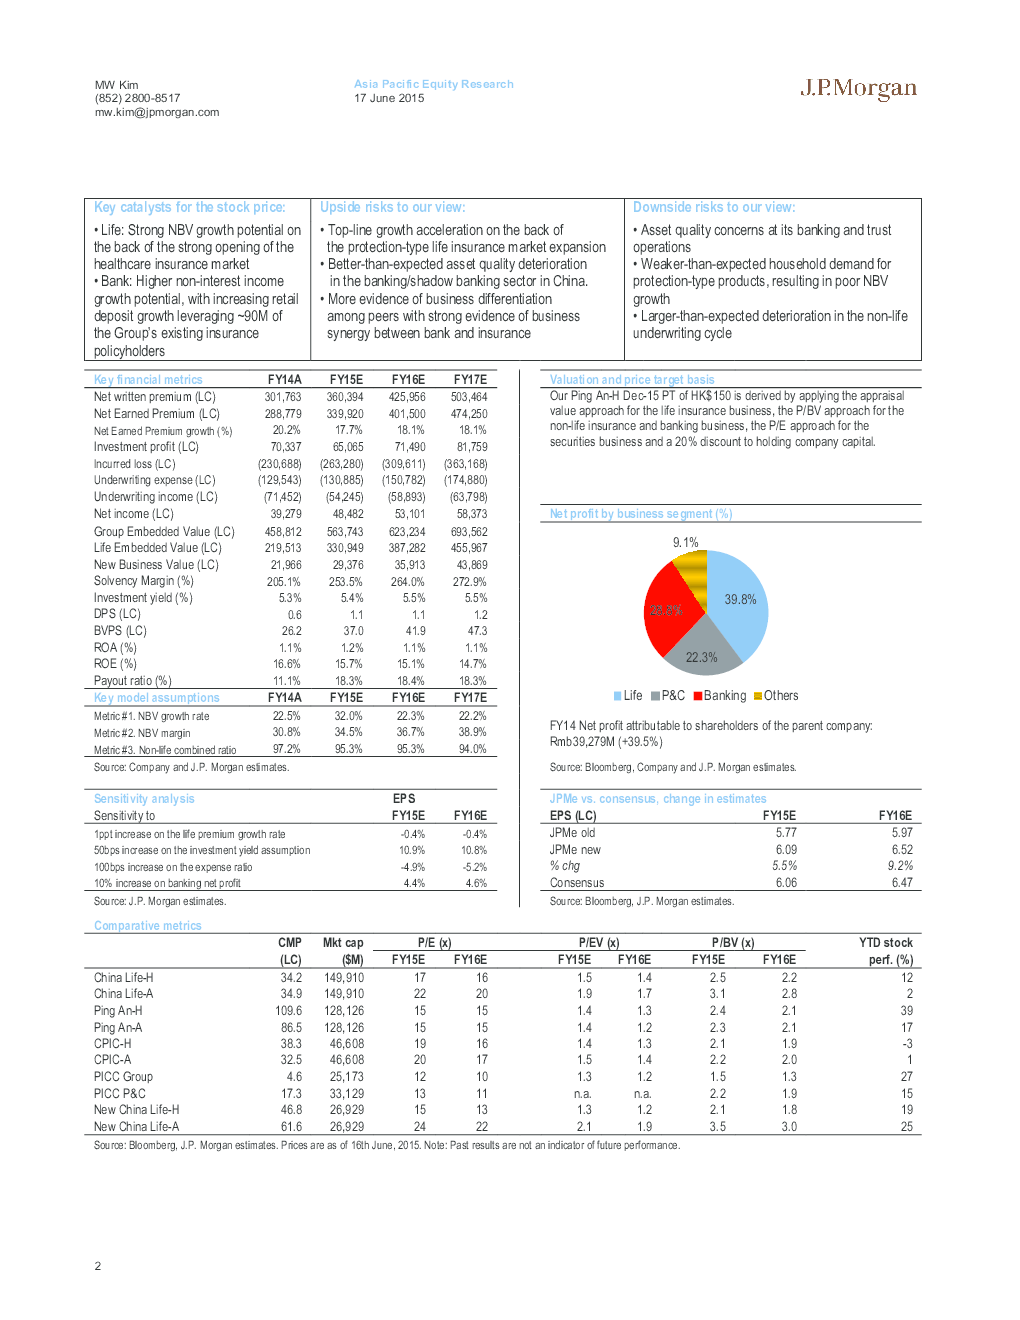 MW Kim
(852) 2800-8517
mw.kim@jpmorgan.com
Asia Pacific Equity Research
17 June 2015
J.P.Morgan
Key catalysts for the stock price:
• Life: Strong NBV growth potential on
the back of the strong opening of the
healthcare insurance market
• Bank: Higher non-interest income
growth potential, with increasing retail
deposit growth leveraging ~90M of
the Group's existing insurance
policyholders
Upside risks to our view:
• Top-line growth acceleration on the back of
the protection-type life insurance market expansion
• Better-than-expected asset quality deterioration
in the banking/shadow banking sector in China.
• More evidence of business differentiation
among peers with strong evidence of business
synergy between bank and insurance
Downside risks to our view:
• Asset quality concerns at its banking and trust
operations
• Weaker-than-expected household demand for
protection-type products, resulting in poor NBV
growth
• Larger-than-expected deterioration in the non-life
underwriting cycle
Key financial metrics FY14A FY15E FY16E FY17E
Net written premium (LC) 301,763 360,394 425,956 503,464
Net Earned Premium (LC) 288,779 339,920 401,500 474,250
Net Earned Premium growth (%) 20.2% 17.7% 18.1% 18.1%
Investment profit (LC) 70,337 65,065 71,490 81,759
Incurred loss (LC) (230,688) (263,280) (309,611) (363,168)
Underwriting expense (LC) (129,543) (130,885) (150,782) (174,880)
Underwriting income (LC) (71,452) (54,245) (58,893) (63,798)
Net income (LC) 39,279 48,482 53,101 58,373
Group Embedded Value (LC) 458,812 563,743 623,234 693,562
Life Embedded Value (LC) 219,513 330,949 387,282 455,967
New Business Value (LC) 21,966 29,376 35,913 43,869
Solvency Margin (%) 205.1% 253.5% 264.0% 272.9%
Investment yield (%) 5.3% 5.4% 5.5% 5.5%
DPS (LC) 0.6 1.1 1.1 1.2
BVPS (LC) 26.2 37.0 41.9 47.3
ROA (%) 1.1% 1.2% 1.1% 1.1%
ROE (%) 16.6% 15.7% 15.1% 14.7%
Payout ratio (%) 11.1% 18.3% 18.4% 18.3%
Key model assumptions FY14A FY15E FY16E FY17E
Metric #1. NBV growth rate 22.5% 32.0% 22.3% 22.2%
Metric #2. NBV margin 30.8% 34.5% 36.7% 38.9%
Metric #3. Non-life combined ratio 97.2% 95.3% 95.3% 94.0%
Source: Company and J.P. Morgan estimates.
Valuation and price target basis
Our Ping An-H Dec-15 PT of HK$150 is derived by applying the appraisal
value approach for the life insurance business, the P/BV approach for the
non-life insurance and banking business, the P/E approach for the
securities business and a 20% discount to holding company capital.
Net profit by business segment (%)
9.1%
39.8%
22.3%
Life P&C Banking Others
FY14 Net profit attributable to shareholders of the parent company:
Rmb39,279M (+39.5%)
Source: Bloomberg, Company and J.P. Morgan estimates.
Sensitivity analysis EPS
Sensitivity to FY15E FY16E
1ppt increase on the life premium growth rate -0.4% -0.4%
50bps increase on the investment yield assumption 10.9% 10.8%
100bps increase on the expense ratio -4.9% -5.2%
10% increase on banking net profit 4.4% 4.6%
Source: J.P. Morgan estimates.
JPMe vs. consensus, change in estimates
EPS (LC) FY15E FY16E
JPMe old 5.77 5.97
JPMe new 6.09 6.52
% chg 5.5% 9.2%
Consensus 6.06 6.47
Source: Bloomberg, J.P. Morgan estimates.
Comparative metrics
CMP Mkt cap P/E (x) P/EV (x) P/BV (x) YTD stock
(LC) ($M) FY15E FY16E FY15E FY16E FY15E FY16E perf. (%)
China Life-H 34.2 149,910 17 16 1.5 1.4 2.5 2.2 12
China Life-A 34.9 149,910 22 20 1.9 1.7 3.1 2.8 2
Ping An-H 109.6 128,126 15 15 1.4 1.3 2.4 2.1 39
Ping An-A 86.5 128,126 15 15 1.4 1.2 2.3 2.1 17
CPIC-H 38.3 46,608 19 16 1.4 1.3 2.1 1.9 -3
CPIC-A 32.5 46,608 20 17 1.5 1.4 2.2 2.0 1
PICC Group 4.6 25,173 12 10 1.3 1.2 1.5 1.3 27
PICC P&C 17.3 33,129 13 11 n.a. n.a. 2.2 1.9 15
New China Life-H 46.8 26,929 15 13 1.3 1.2 2.1 1.8 19
New China Life-A 61.6 26,929 24 22 2.1 1.9 3.5 3.0 25
Source: Bloomberg, J.P. Morgan estimates. Prices are as of 16th June, 2015. Note: Past results are not an indicator of future performance.
2